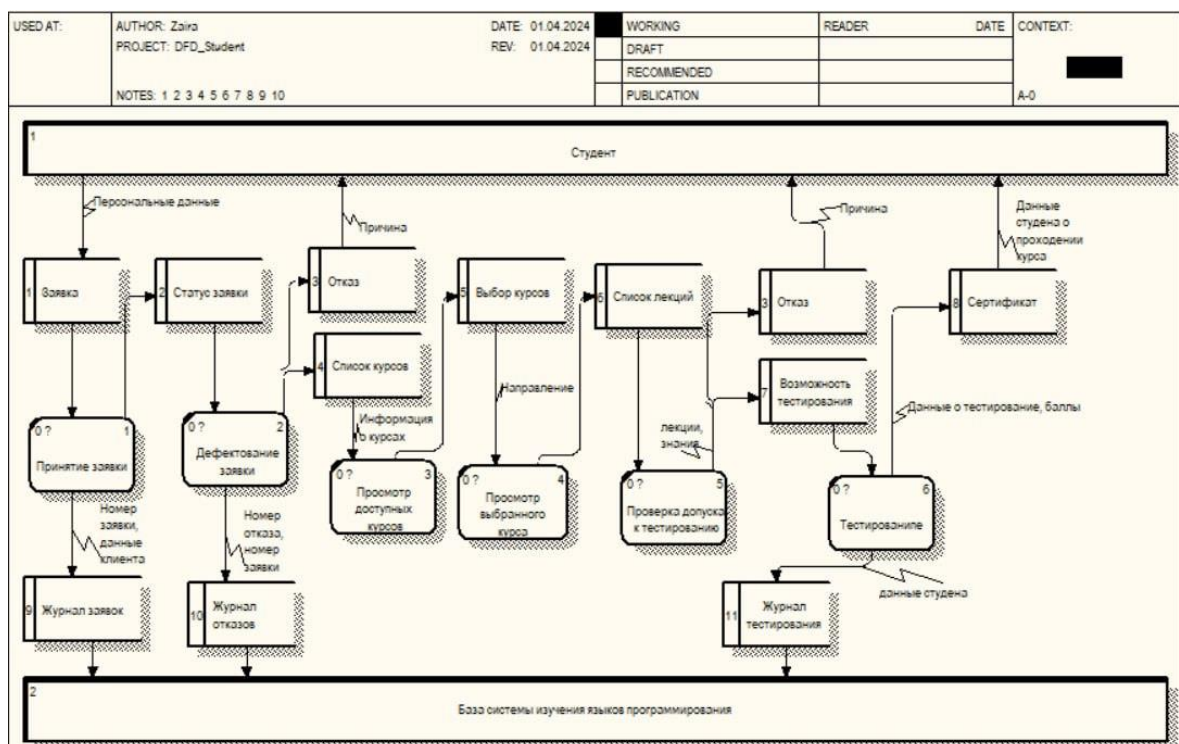 USED AT:
AUTHOR: Zaira
DATE: 01.04.2024
PROJECT: DFD_Student
REV: 01.04.2024
NOTES: 1 2 3 4 5 6 7 8 9 10
WORKING
DRAFT
RECOMMENDED
PUBLICATION
READER
DATE
CONTEXT:
A-0
1
Студент
Персональные данные
Причина
Причина
Данные
студена о
прохождении
курса
1
Заявка
2
Статус заявки
3
Отказ
5
Выбор курсов
6
Список лекций
3
Отказ
8
Сертификат
4
Список курсов
7
Возможность
тестирования
Информация
о курсах
Направление
лекции,
знания
Данные о тестирование, баллы
0 ?
1
Принятие заявки
0 ?
2
Дефектование
заявки
0 ?
3
Просмотр
доступных
курсов
0 ?
4
Просмотр
выбранного
курса
0 ?
5
Проверка допуска
к тестированию
0 ?
6
Тестированипе
Номер
заявки,
данные
клиента
Номер
отказа,
номер
заявки
данные студена
9
Журнал заявок
10
Журнал
отказов
11
Журнал
тестирования
2
База системы изучения языков программирования